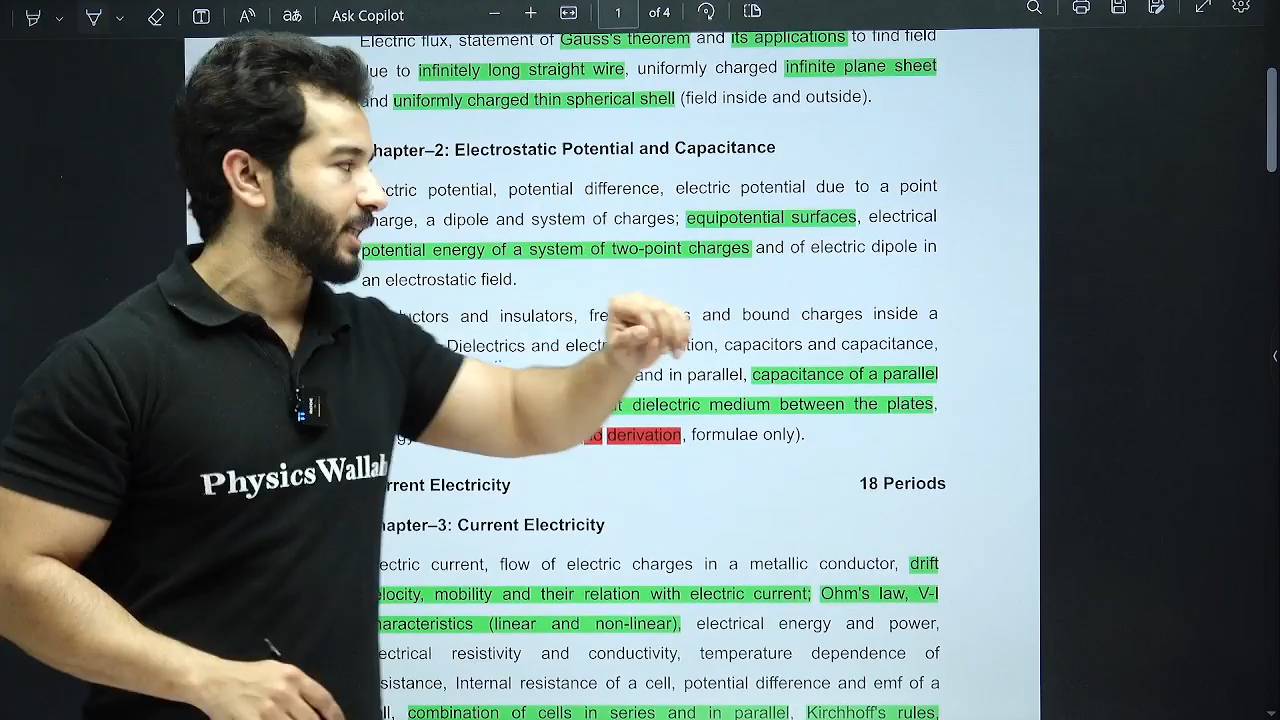 Ask Copilot
1 of 4
Electric flux, statement of Gauss's theorem and its applications to find field
ue to infinitely long straight wire, uniformly charged infinite plane sheet
nd uniformly charged thin spherical shell (field inside and outside).
hapter–2: Electrostatic Potential and Capacitance
ctric potential, potential difference, electric potential due to a point
harge, a dipole and system of charges; equipotential surfaces, electrical
potential energy of a system of two-point charges and of electric dipole in
an electrostatic field.
uctors and insulators, fre s and bound charges inside a
Dielectrics and electr tion, capacitors and capacitance,
and in parallel, capacitance of a parallel
t dielectric medium between the plates,
derivation, formulae only).
rrent Electricity 18 Periods
hapter–3: Current Electricity
ectric current, flow of electric charges in a metallic conductor, drift
elocity, mobility and their relation with electric current; Ohm's law, V-I
haracteristics (linear and non-linear), electrical energy and power,
ectrical resistivity and conductivity, temperature dependence of
sistance, Internal resistance of a cell, potential difference and emf of a
ll, combination of cells in series and in parallel, Kirchhoff's rules,
PhysicsWallah